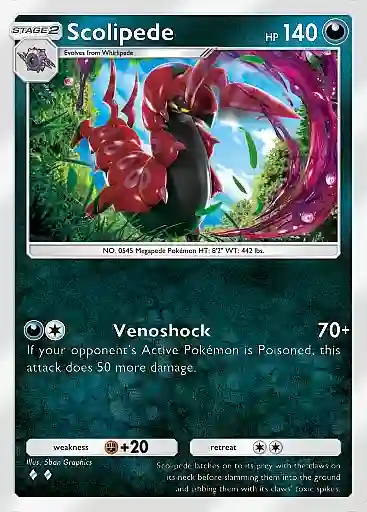 STAGE 2
Scolipede
HP 140
Evolves from Whirlipede
NO. 0545 Megapede Pokémon HT: 8'2" WT: 442 lbs.
Venoshock 70+
If your opponent's Active Pokémon is Poisoned, this
attack does 50 more damage.
weakness +20 retreat
Illus. 5ban Graphics
Scolipede latches on to its prey with the claws on
its neck before slamming them into the ground
and jabbing them with its claws' toxic spikes.